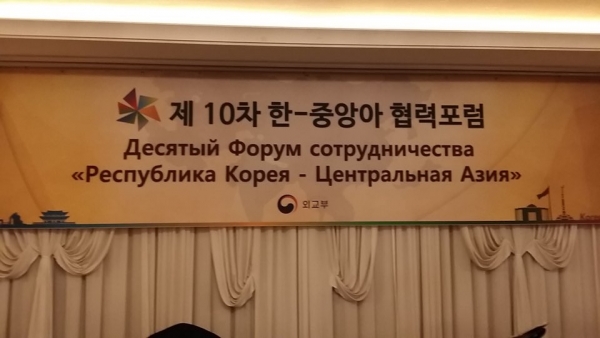 제 10차 한-중앙아 협력포럼
Десятый Форум сотрудничества
«Республика Корея - Центральная Азия»
외교부